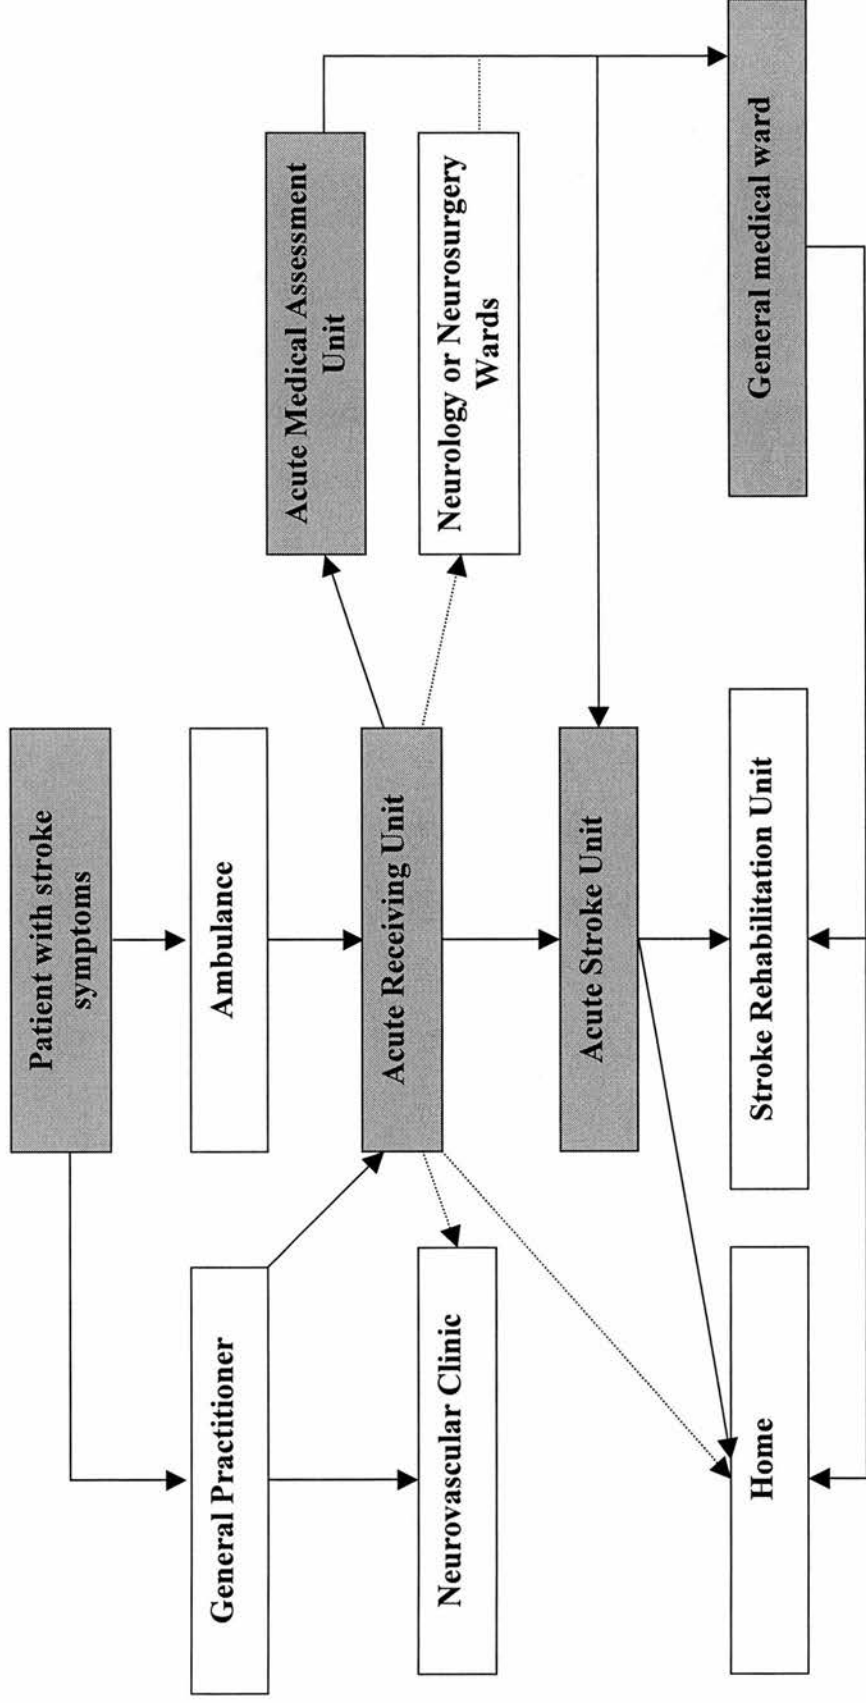 Patient with stroke
symptoms
General Practitioner
Ambulance
Acute Medical Assessment
Unit
Acute Receiving Unit
Neurovascular Clinic
Neurology or Neurosurgery
Wards
Acute Stroke Unit
Home
Stroke Rehabilitation Unit
General medical ward